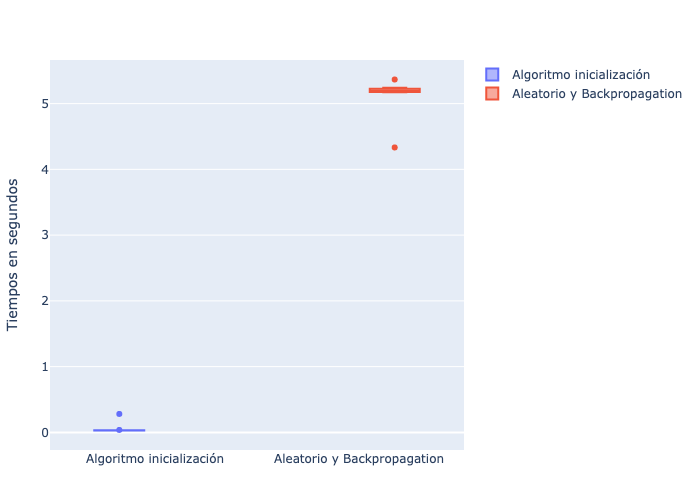 Tiempos en segundos
5
4
3
2
1
0
Algoritmo inicialización
Aleatorio y Backpropagation
Algoritmo inicialización
Aleatorio y Backpropagation